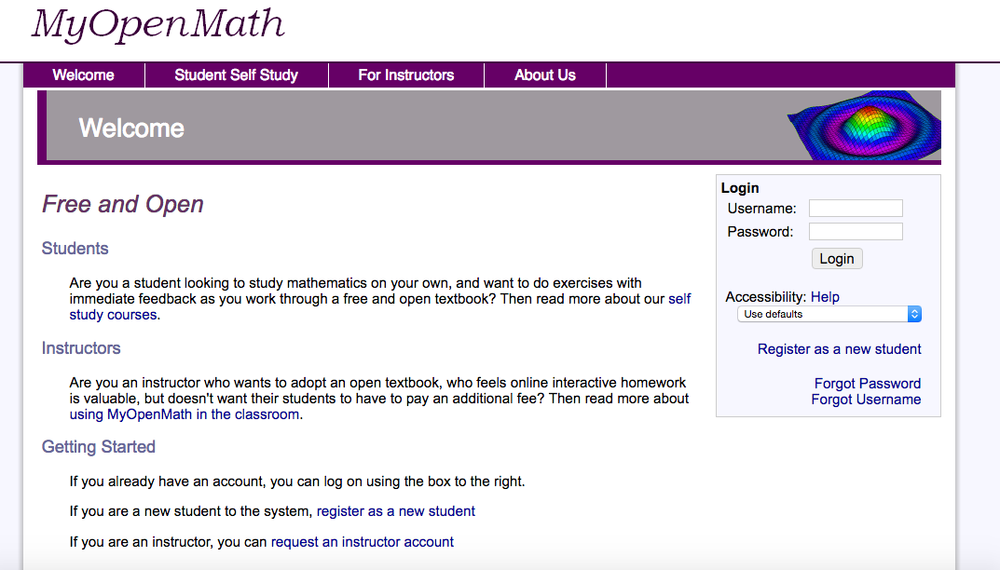 MyOpenMath
Welcome
Student Self Study
For Instructors
About Us
Welcome
Free and Open
Students
Are you a student looking to study mathematics on your own, and want to do exercises with
immediate feedback as you work through a free and open textbook? Then read more about our self
study courses.
Instructors
Are you an instructor who wants to adopt an open textbook, who feels online interactive homework
is valuable, but doesn't want their students to have to pay an additional fee? Then read more about
using MyOpenMath in the classroom.
Getting Started
If you already have an account, you can log on using the box to the right.
If you are a new student to the system, register as a new student
If you are an instructor, you can request an instructor account
Login
Username:
Password:
Login
Accessibility: Help
Use defaults
Register as a new student
Forgot Password
Forgot Username